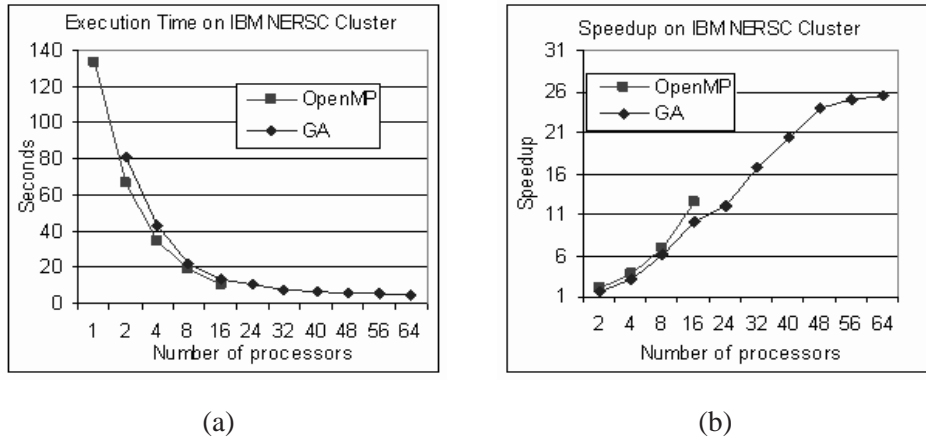 Execution Time on IBM NERSC Cluster
140
120
100
80
60
40
20
0
Seconds
OpenMP
GA
1 2 4 8 16 24 32 40 48 56 64
Number of processors
(a)
Speedup on IBM NERSC Cluster
31
26
21
16
11
6
1
Speedup
OpenMP
GA
2 4 8 16 24 32 40 48 56 64
Number of processors
(b)